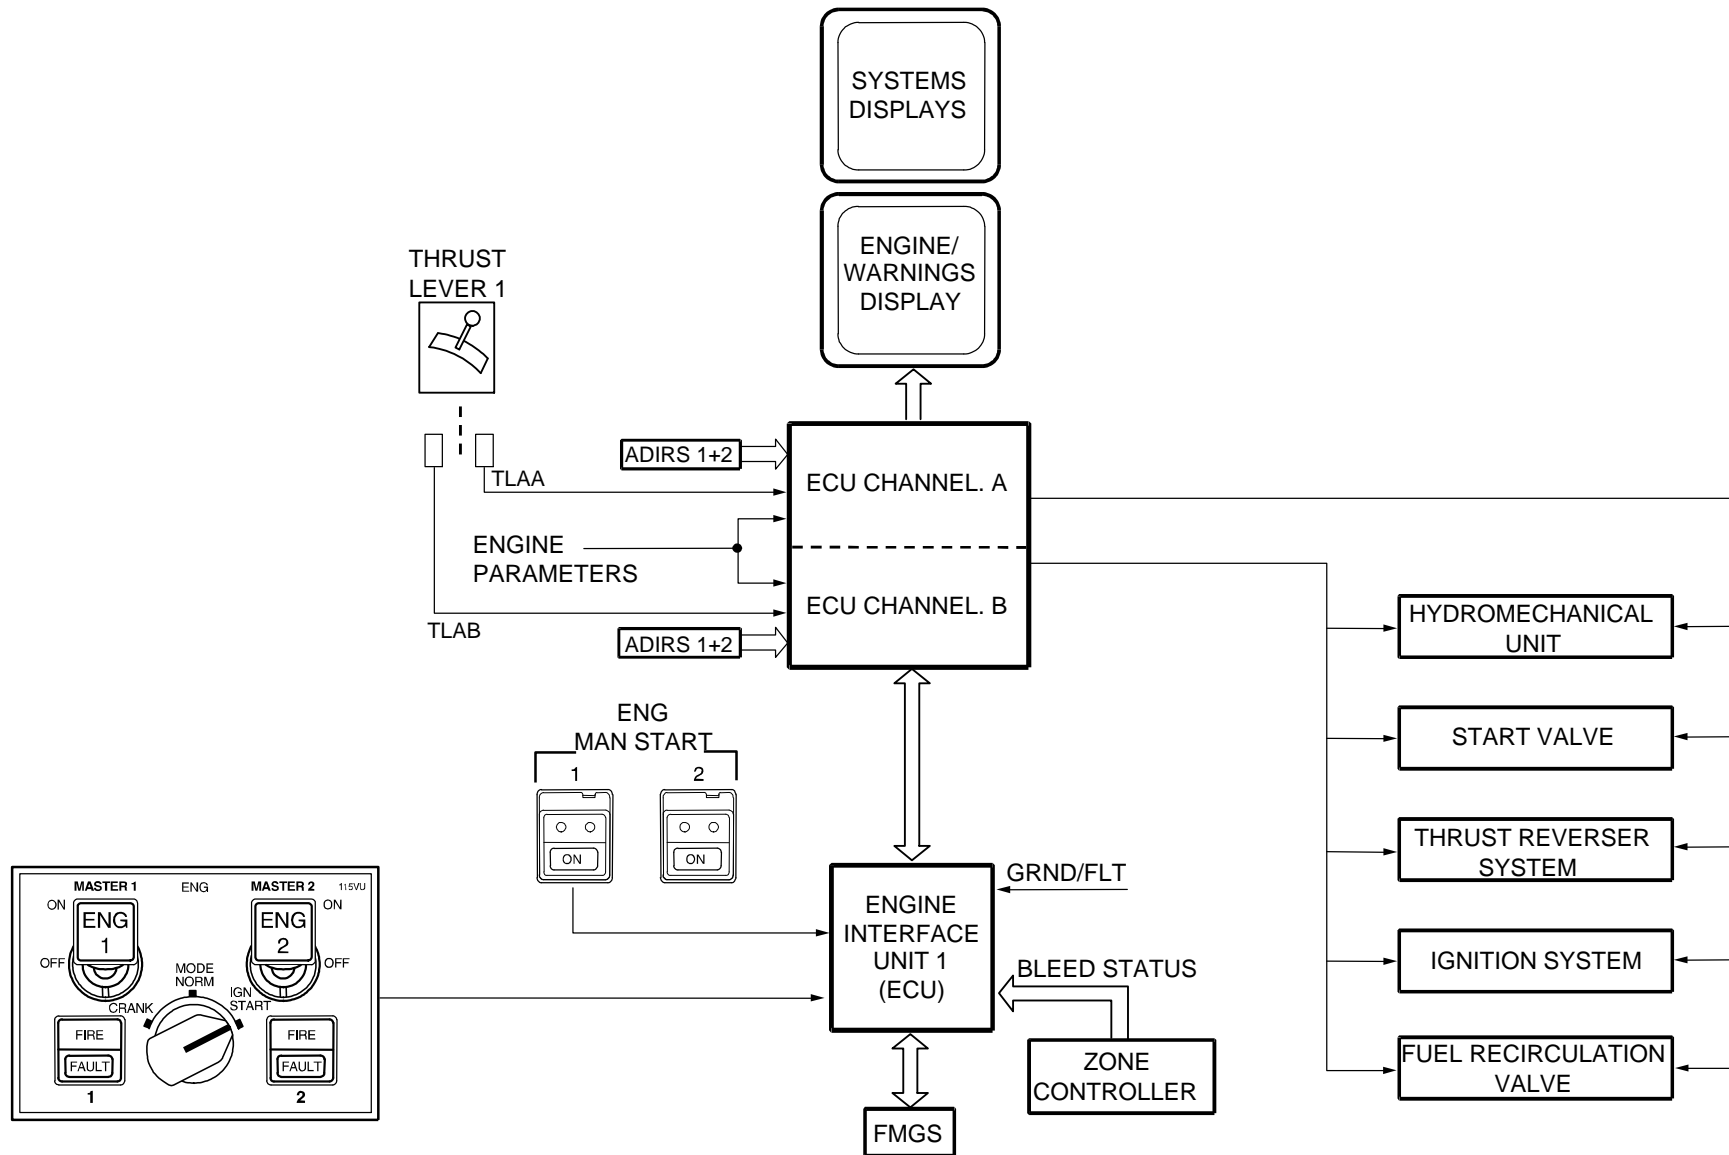 SYSTEMS
DISPLAYS
ENGINE/
WARNINGS
DISPLAY
THRUST
LEVER 1
ADIRS 1+2
TLAA
ECU CHANNEL. A
ENGINE
PARAMETERS
ECU CHANNEL. B
TLAB
ADIRS 1+2
HYDROMECHANICAL
UNIT
START VALVE
THRUST REVERSER
SYSTEM
IGNITION SYSTEM
FUEL RECIRCULATION
VALVE
ENG
MAN START
1
2
ON
ON
GRND/FLT
ENGINE
INTERFACE
UNIT 1
(ECU)
BLEED STATUS
ZONE
CONTROLLER
FMGS
MASTER 1
ENG
MASTER 2
115VU
ON
ENG
1
OFF
ON
ENG
2
OFF
MODE
NORM
CRANK
IGN
START
FIRE
FAULT
1
FIRE
FAULT
2